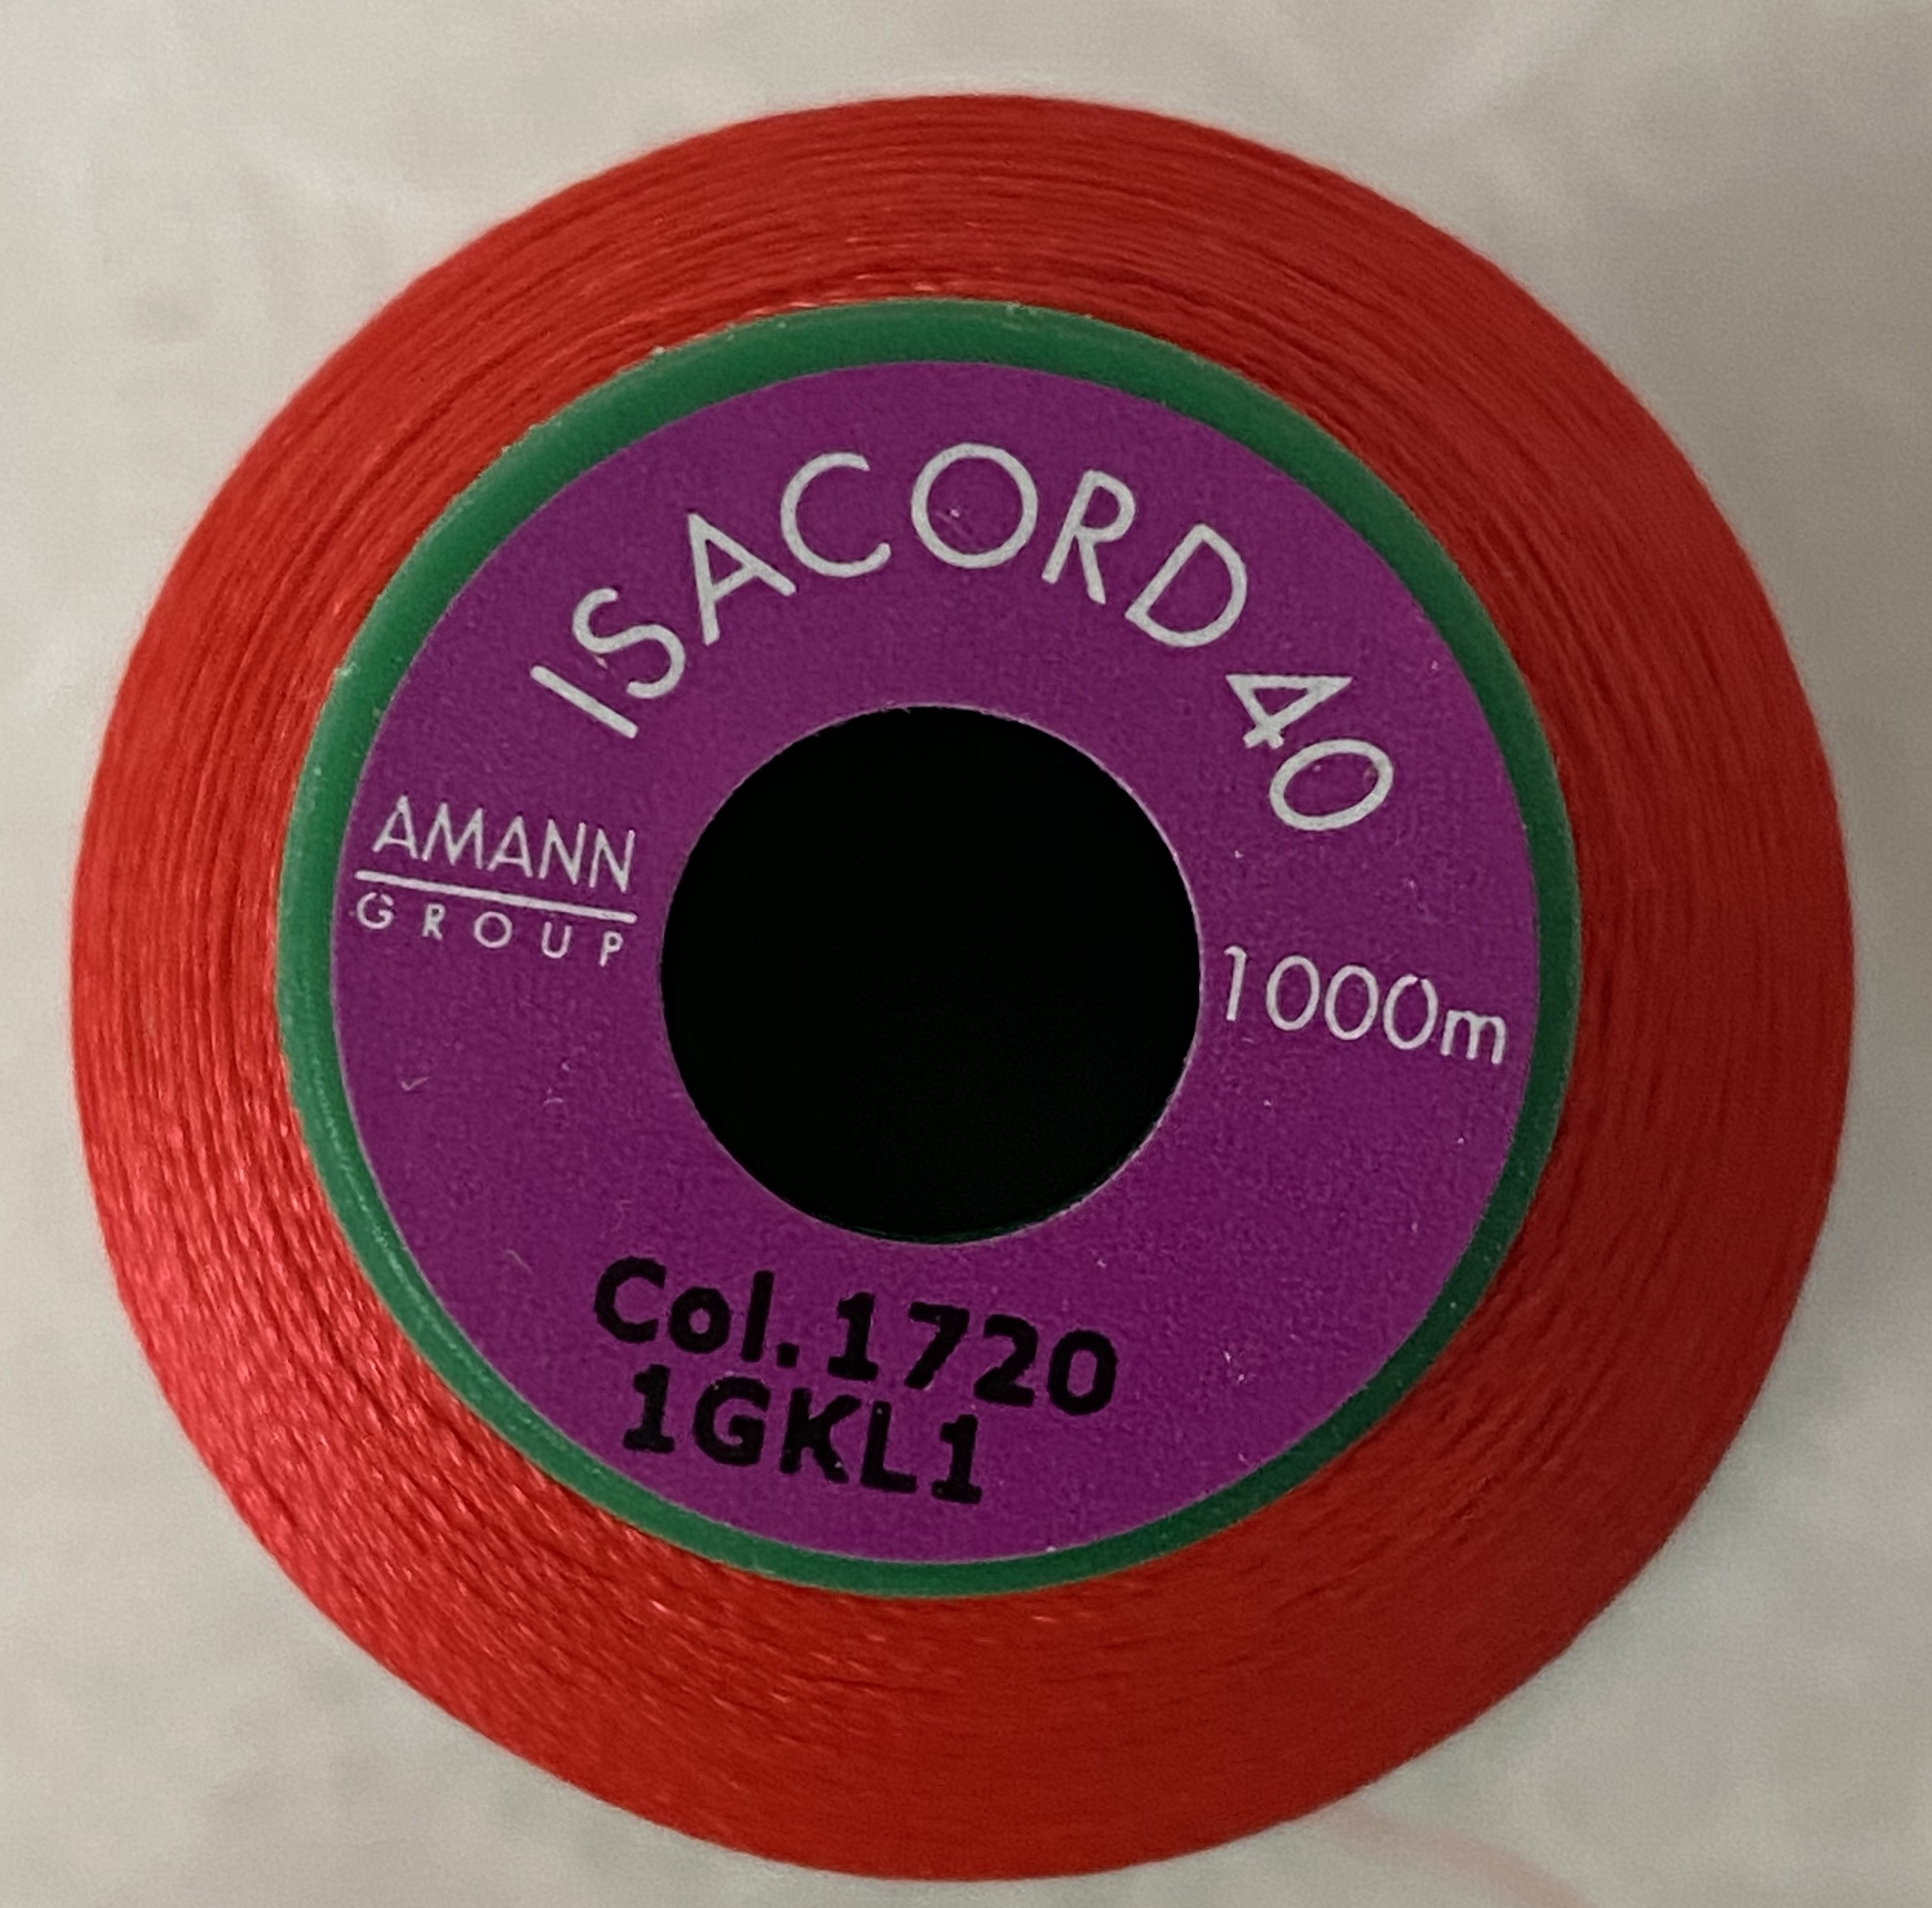 ISACORD 40
AMANN
GROUP
1000m
Col.1720
1GKL1